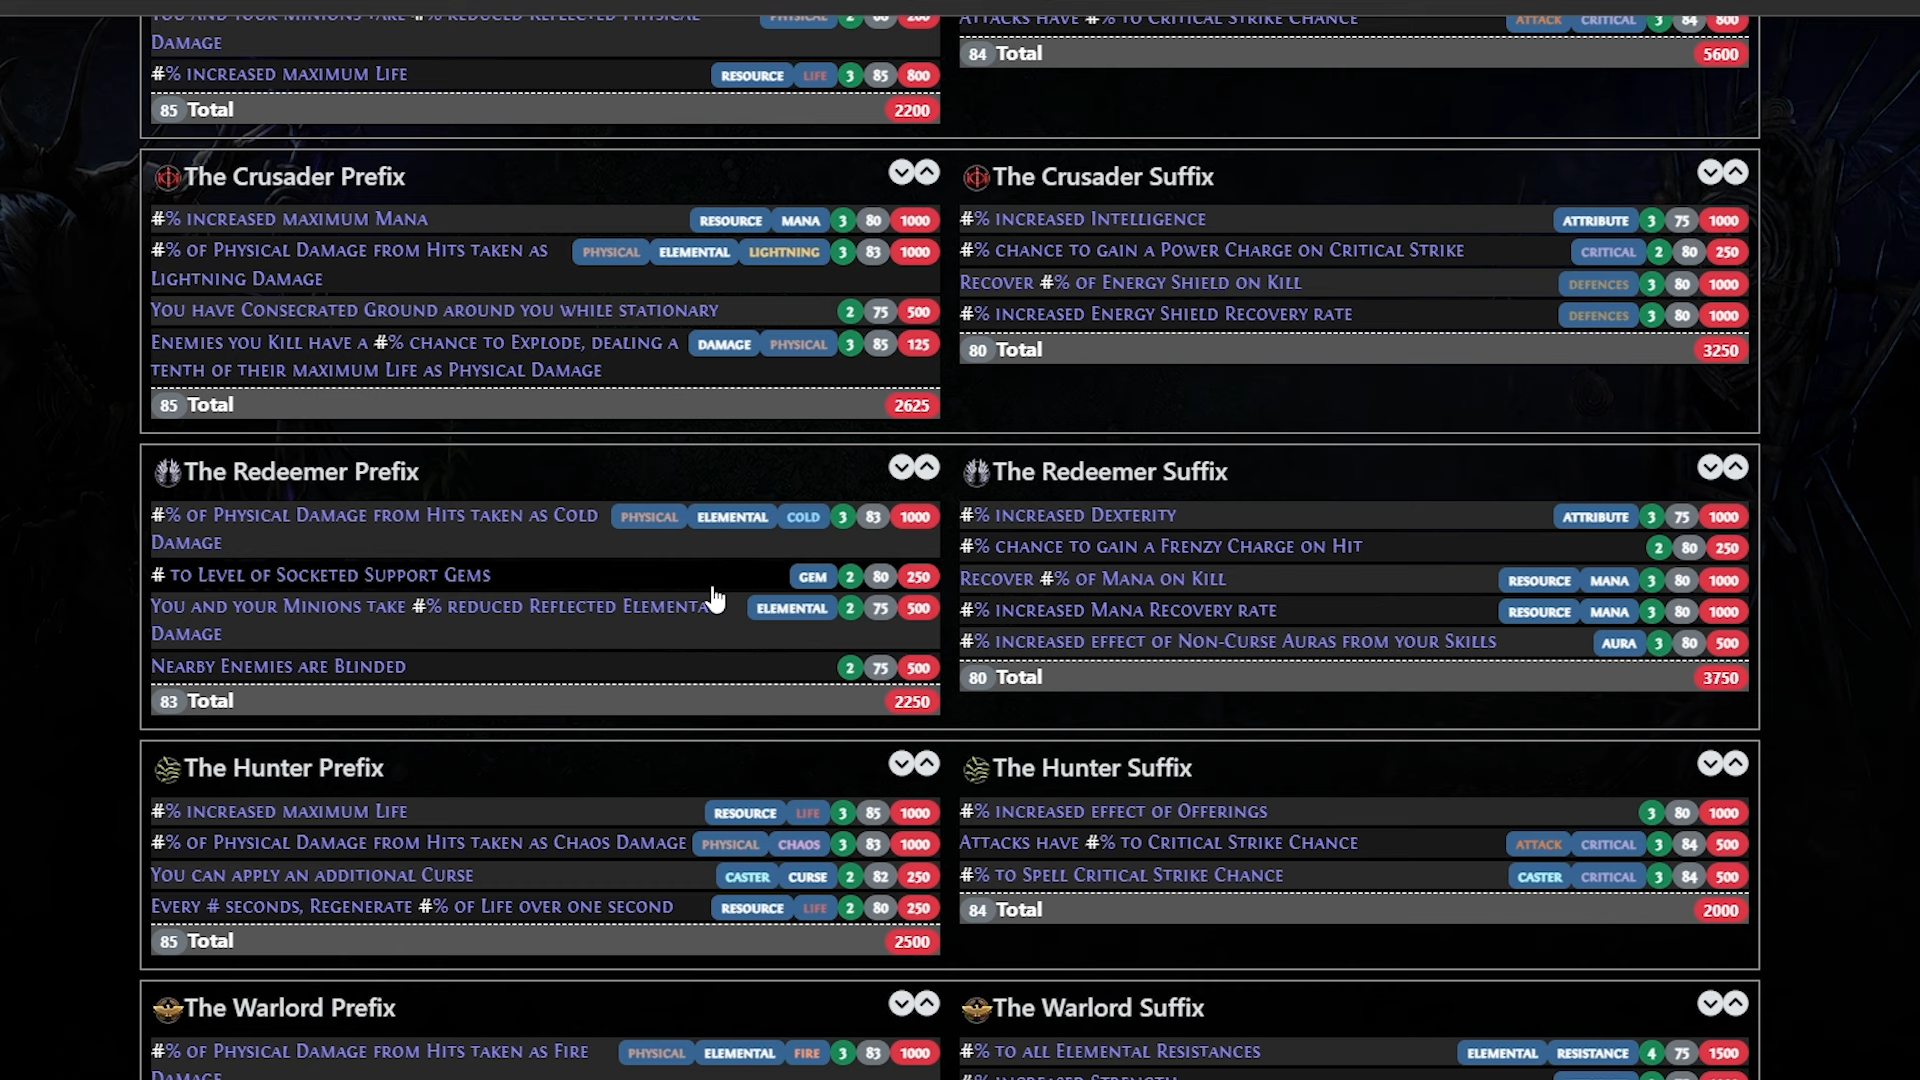 YOU AND YOUR MINIONS TAKE #% REDUCED REFLECTED PHYSICAL DAMAGE PHYSICAL 2 200
#% INCREASED MAXIMUM LIFE RESOURCE LIFE 3 85 800
85 Total 2200
ATTACKS HAVE #% TO CRITICAL STRIKE CHANCE ATTACK CRITICAL 3 84 800
84 Total 5600
The Crusader Prefix
#% INCREASED MAXIMUM MANA RESOURCE MANA 3 80 1000
#% OF PHYSICAL DAMAGE FROM HITS TAKEN AS PHYSICAL ELEMENTAL LIGHTNING 3 83 1000
LIGHTNING DAMAGE
YOU HAVE CONSECRATED GROUND AROUND YOU WHILE STATIONARY 2 75 500
ENEMIES YOU KILL HAVE A #% CHANCE TO EXPLODE, DEALING A DAMAGE PHYSICAL 3 85 125
TENTH OF THEIR MAXIMUM LIFE AS PHYSICAL DAMAGE
85 Total 2625
The Crusader Suffix
#% INCREASED INTELLIGENCE ATTRIBUTE 3 75 1000
#% CHANCE TO GAIN A POWER CHARGE ON CRITICAL STRIKE CRITICAL 2 80 250
RECOVER #% OF ENERGY SHIELD ON KILL DEFENCES 3 80 1000
#% INCREASED ENERGY SHIELD RECOVERY RATE DEFENCES 3 80 1000
80 Total 3250
The Redeemer Prefix
#% OF PHYSICAL DAMAGE FROM HITS TAKEN AS COLD PHYSICAL ELEMENTAL COLD 3 83 1000
DAMAGE
# TO LEVEL OF SOCKETED SUPPORT GEMS GEM 2 80 250
YOU AND YOUR MINIONS TAKE #% REDUCED REFLECTED ELEMENTA ELEMENTAL 2 75 500
DAMAGE
NEARBY ENEMIES ARE BLINDED 2 75 500
83 Total 2250
The Redeemer Suffix
#% INCREASED DEXTERITY ATTRIBUTE 3 75 1000
#% CHANCE TO GAIN A FRENZY CHARGE ON HIT 2 80 250
RECOVER #% OF MANA ON KILL RESOURCE MANA 3 80 1000
#% INCREASED MANA RECOVERY RATE RESOURCE MANA 3 80 1000
#% INCREASED EFFECT OF NON-CURSE AURAS FROM YOUR SKILLS AURA 3 80 500
80 Total 3750
The Hunter Prefix
#% INCREASED MAXIMUM LIFE RESOURCE LIFE 3 85 1000
#% OF PHYSICAL DAMAGE FROM HITS TAKEN AS CHAOS DAMAGE PHYSICAL CHAOS 3 83 1000
YOU CAN APPLY AN ADDITIONAL CURSE CASTER CURSE 2 82 250
EVERY # SECONDS, REGENERATE #% OF LIFE OVER ONE SECOND RESOURCE LIFE 2 80 250
85 Total 2500
The Hunter Suffix
#% INCREASED EFFECT OF OFFERINGS 3 80 1000
ATTACKS HAVE #% TO CRITICAL STRIKE CHANCE ATTACK CRITICAL 3 84 500
#% TO SPELL CRITICAL STRIKE CHANCE CASTER CRITICAL 3 84 500
84 Total 2000
The Warlord Prefix
#% OF PHYSICAL DAMAGE FROM HITS TAKEN AS FIRE PHYSICAL ELEMENTAL FIRE 3 83 1000
DAMAGE
The Warlord Suffix
#% TO ALL ELEMENTAL RESISTANCES ELEMENTAL RESISTANCE 4 75 1500
#% INCREASED STRENGTH